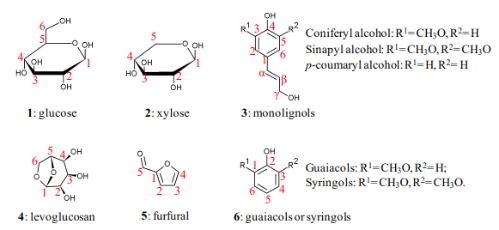 OH
6
O
5
4
OH
OH
OH
3
2
1
OH
1: glucose
5
O
4
OH
OH
3
2
1
OH
2: xylose
OH
R¹
4
R²
3
5
2
6
1
α
β
γ
OH
3: monolignols
Coniferyl alcohol: R¹=CH₃O, R²=H
Sinapyl alcohol: R¹=CH₃O, R²=CH₃O
p-coumaryl alcohol: R¹=H, R²=H
5
6
4
OH
O
O
3
OH
1
2
OH
4: levoglucosan
O
5
O
1
4
2
3
5: furfural
OH
R¹
2
R²
1
3
6
4
5
6: guaiacols or syringols
Guaiacols: R¹=CH₃O, R²=H;
Syringols: R¹=CH₃O, R²=CH₃O.